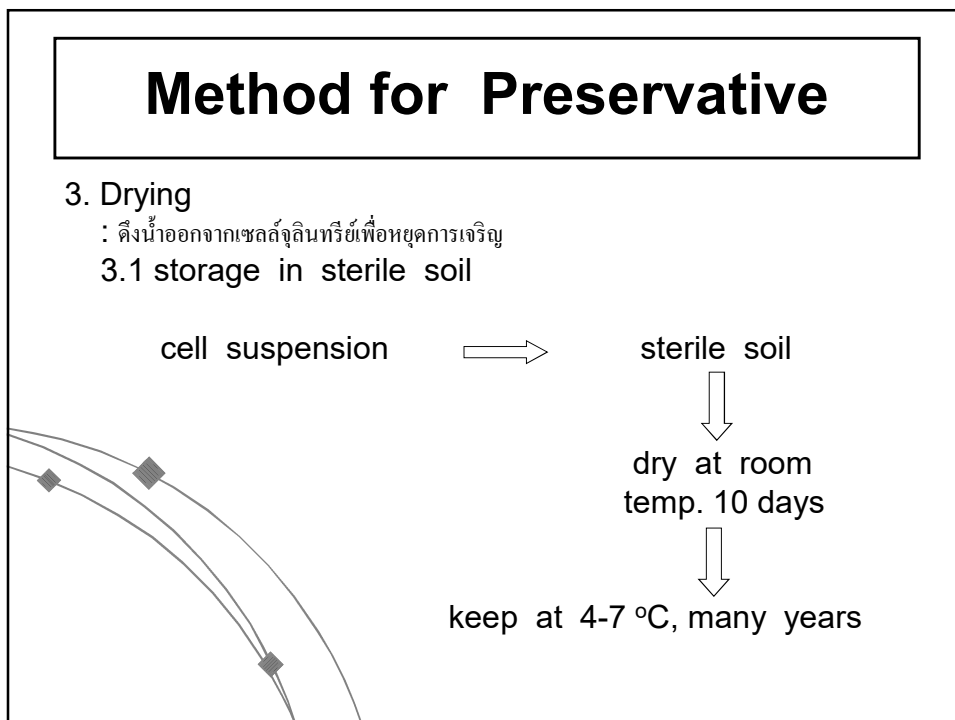 Method for Preservative
3. Drying
: ดึงน้ำออกจากเซลล์จุลินทรีย์เพื่อหยุดการเจริญ
3.1 storage in sterile soil
cell suspension sterile soil
dry at room
temp. 10 days
keep at 4-7 ºC, many years